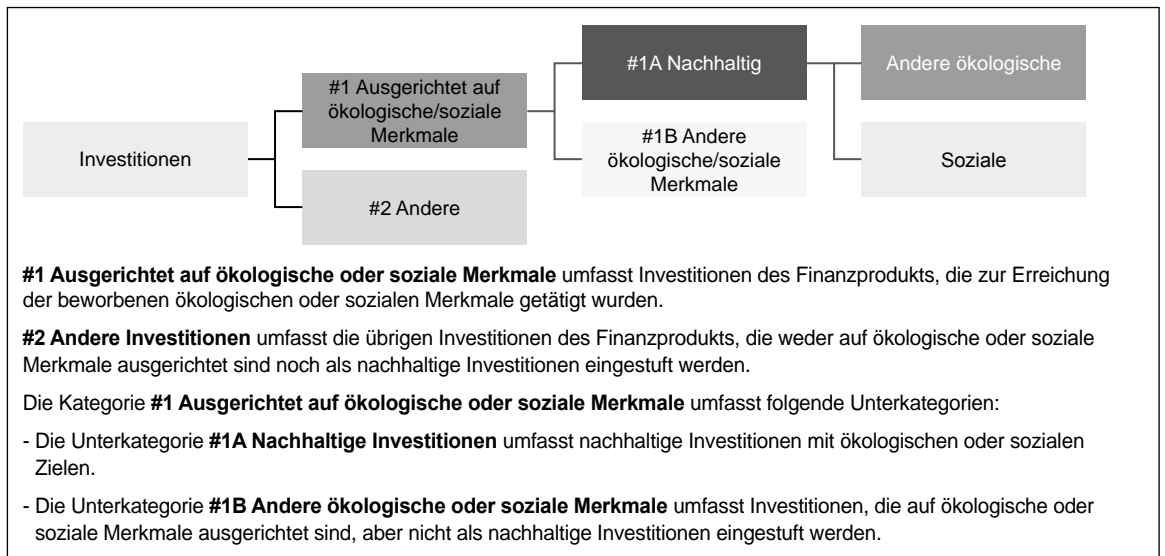 Investitionen
#1 Ausgerichtet auf
ökologische/soziale
Merkmale
#2 Andere
#1A Nachhaltig
#1B Andere
ökologische/soziale
Merkmale
Andere ökologische
Soziale
#1 Ausgerichtet auf ökologische oder soziale Merkmale umfasst Investitionen des Finanzprodukts, die zur Erreichung
der beworbenen ökologischen oder sozialen Merkmale getätigt wurden.
#2 Andere Investitionen umfasst die übrigen Investitionen des Finanzprodukts, die weder auf ökologische oder soziale
Merkmale ausgerichtet sind noch als nachhaltige Investitionen eingestuft werden.
Die Kategorie #1 Ausgerichtet auf ökologische oder soziale Merkmale umfasst folgende Unterkategorien:
- Die Unterkategorie #1A Nachhaltige Investitionen umfasst nachhaltige Investitionen mit ökologischen oder sozialen
Zielen.
- Die Unterkategorie #1B Andere ökologische oder soziale Merkmale umfasst Investitionen, die auf ökologische oder
soziale Merkmale ausgerichtet sind, aber nicht als nachhaltige Investitionen eingestuft werden.